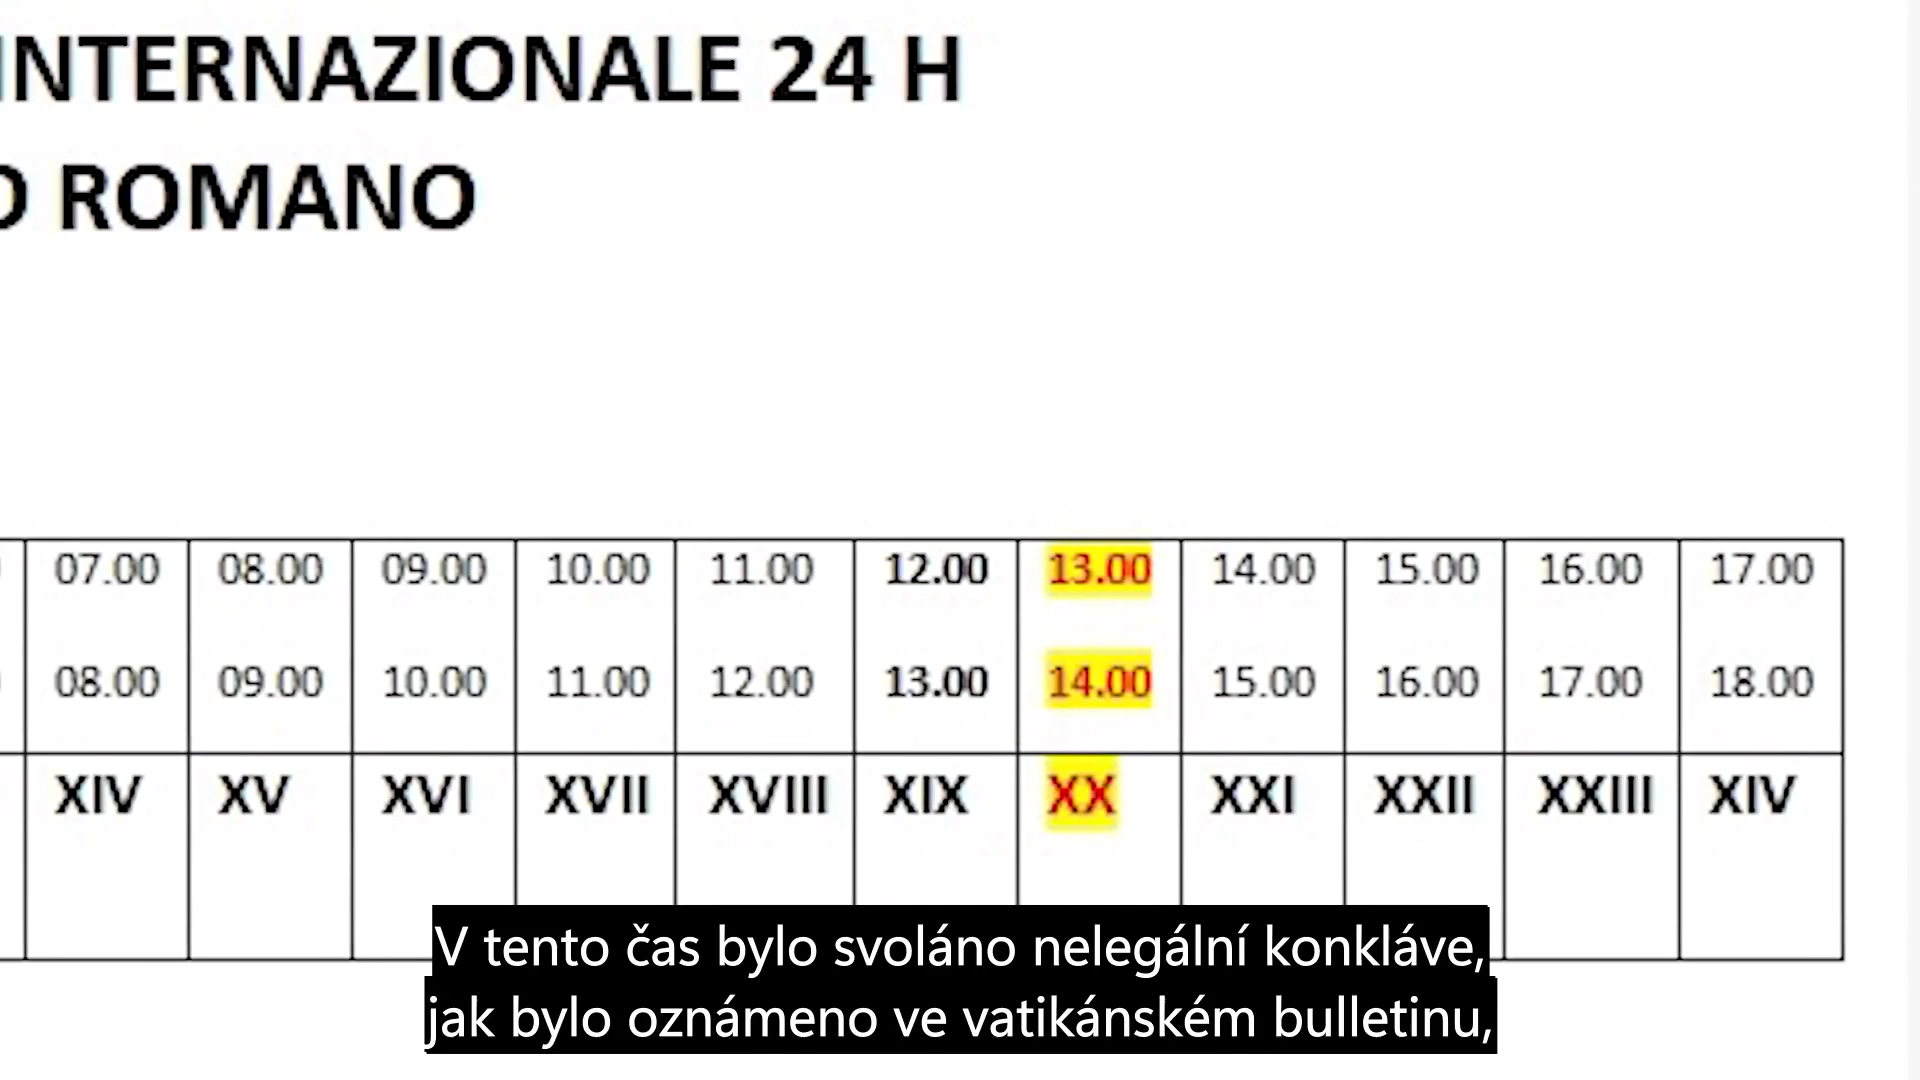 INTERNAZIONALE 24 H
O ROMANO
07.00 08.00 09.00 10.00 11.00 12.00 13.00 14.00 15.00 16.00 17.00
08.00 09.00 10.00 11.00 12.00 13.00 14.00 15.00 16.00 17.00 18.00
XIV XV XVI XVII XVIII XIX XX XXI XXII XXIII XIV
V tento čas bylo svoláno nelegální konkláve,
jak bylo oznámeno ve vatikánském bulletinu,